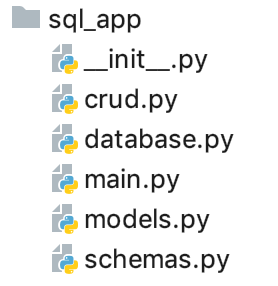 sql_app
__init__.py
crud.py
database.py
main.py
models.py
schemas.py